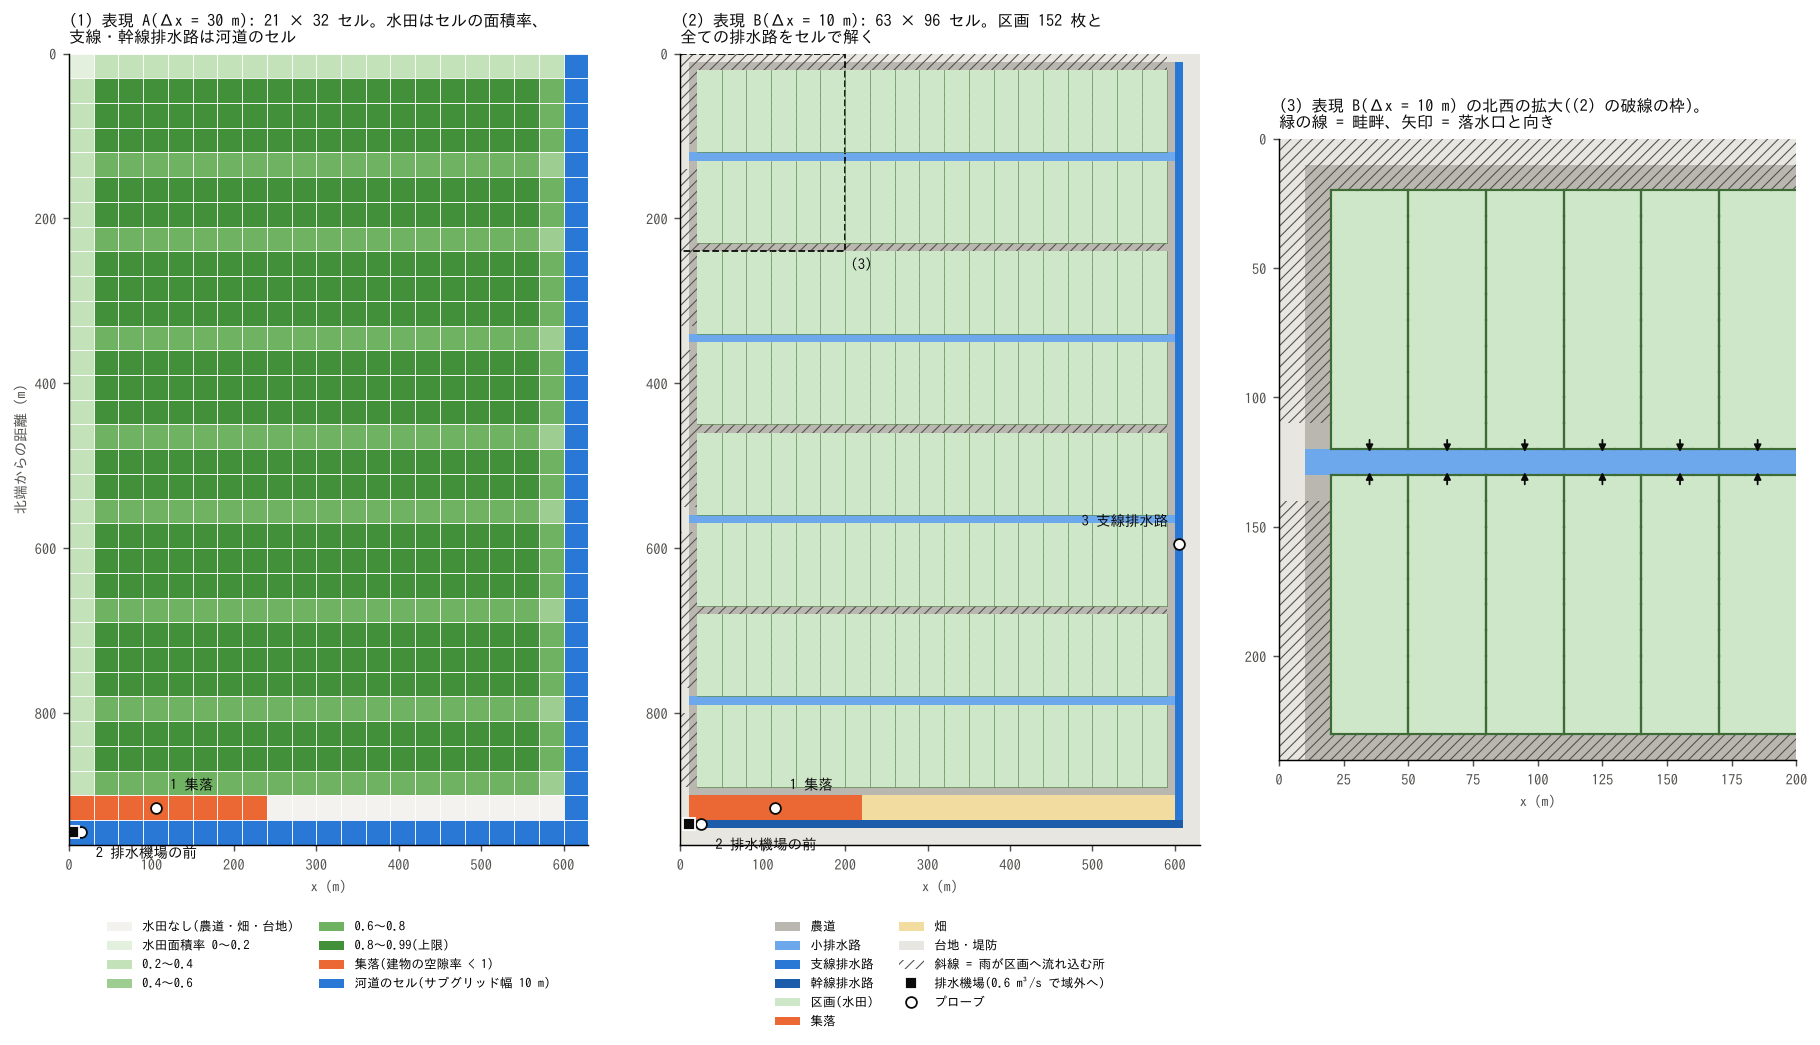 (1) 表現 A(Δx = 30 m): 21 × 32 セル。水田はセルの面積率、
支線・幹線排水路は河道のセル
0
200
400
600
800
北端からの距離 (m)
1 集落
2 排水機場の前
0 100 200 300 400 500 600
x (m)
水田なし(農道・畑・台地)
水田面積率 0〜0.2
0.2〜0.4
0.4〜0.6
0.6〜0.8
0.8〜0.99(上限)
集落(建物の空隙率 < 1)
河道のセル(サブグリッド幅 10 m)
(2) 表現 B(Δx = 10 m): 63 × 96 セル。区画 152 枚と
全ての排水路をセルで解く
0
200
400
600
800
(3)
3 支線排水路
1 集落
2 排水機場の前
0 100 200 300 400 500 600
x (m)
農道
小排水路
支線排水路
幹線排水路
区画(水田)
集落
畑
台地・堤防
斜線 = 雨が区画へ流れ込む所
排水機場(0.6 m³/s で域外へ)
プローブ
(3) 表現 B(Δx = 10 m) の北西の拡大((2) の破線の枠)。
緑の線 = 畦畔、矢印 = 落水口と向き
0
50
100
150
200
0 25 50 75 100 125 150 175 200
x (m)